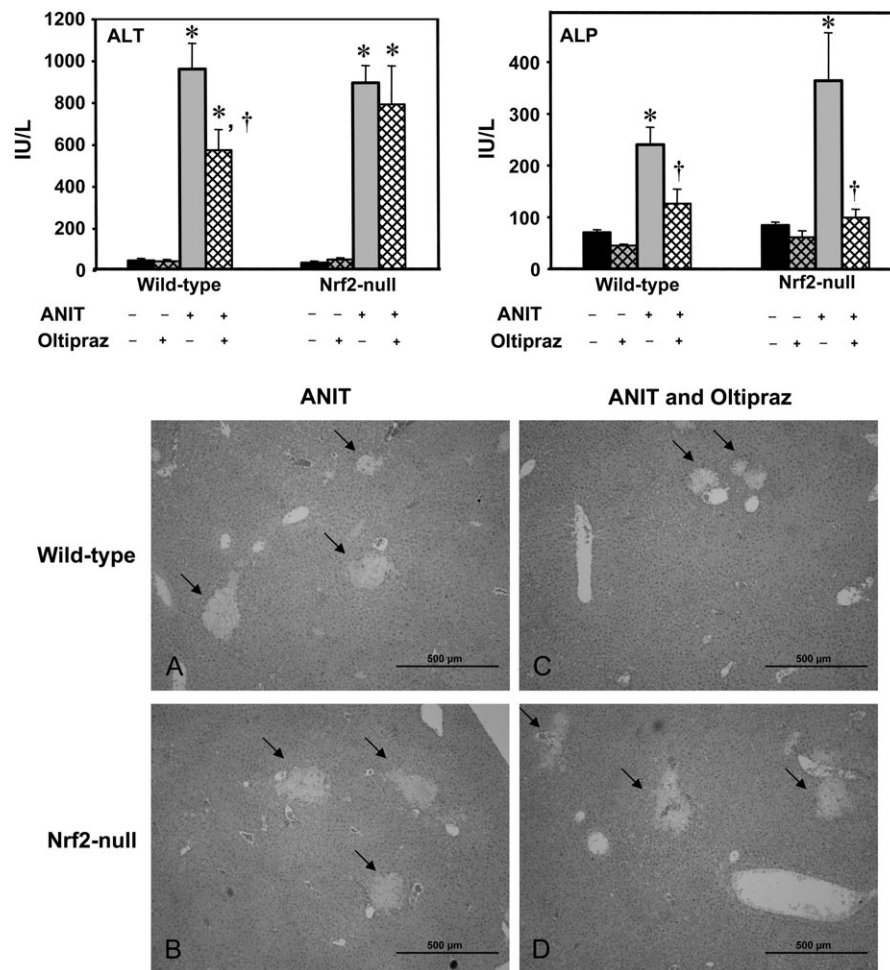 ALT
1200
1000
800
600
400
200
0
IU/L
*
*, †
* *
Wild-type Nrf2-null
ANIT – – + + – – + +
Oltipraz – + – + – + – +
ALP
400
300
200
100
0
IU/L
*
†
*
†
Wild-type Nrf2-null
– – + + – – + +
ANIT
– + – + – + – +
Oltipraz
ANIT ANIT and Oltipraz
Wild-type
A 500 µm
C 500 µm
Nrf2-null
B 500 µm
D 500 µm